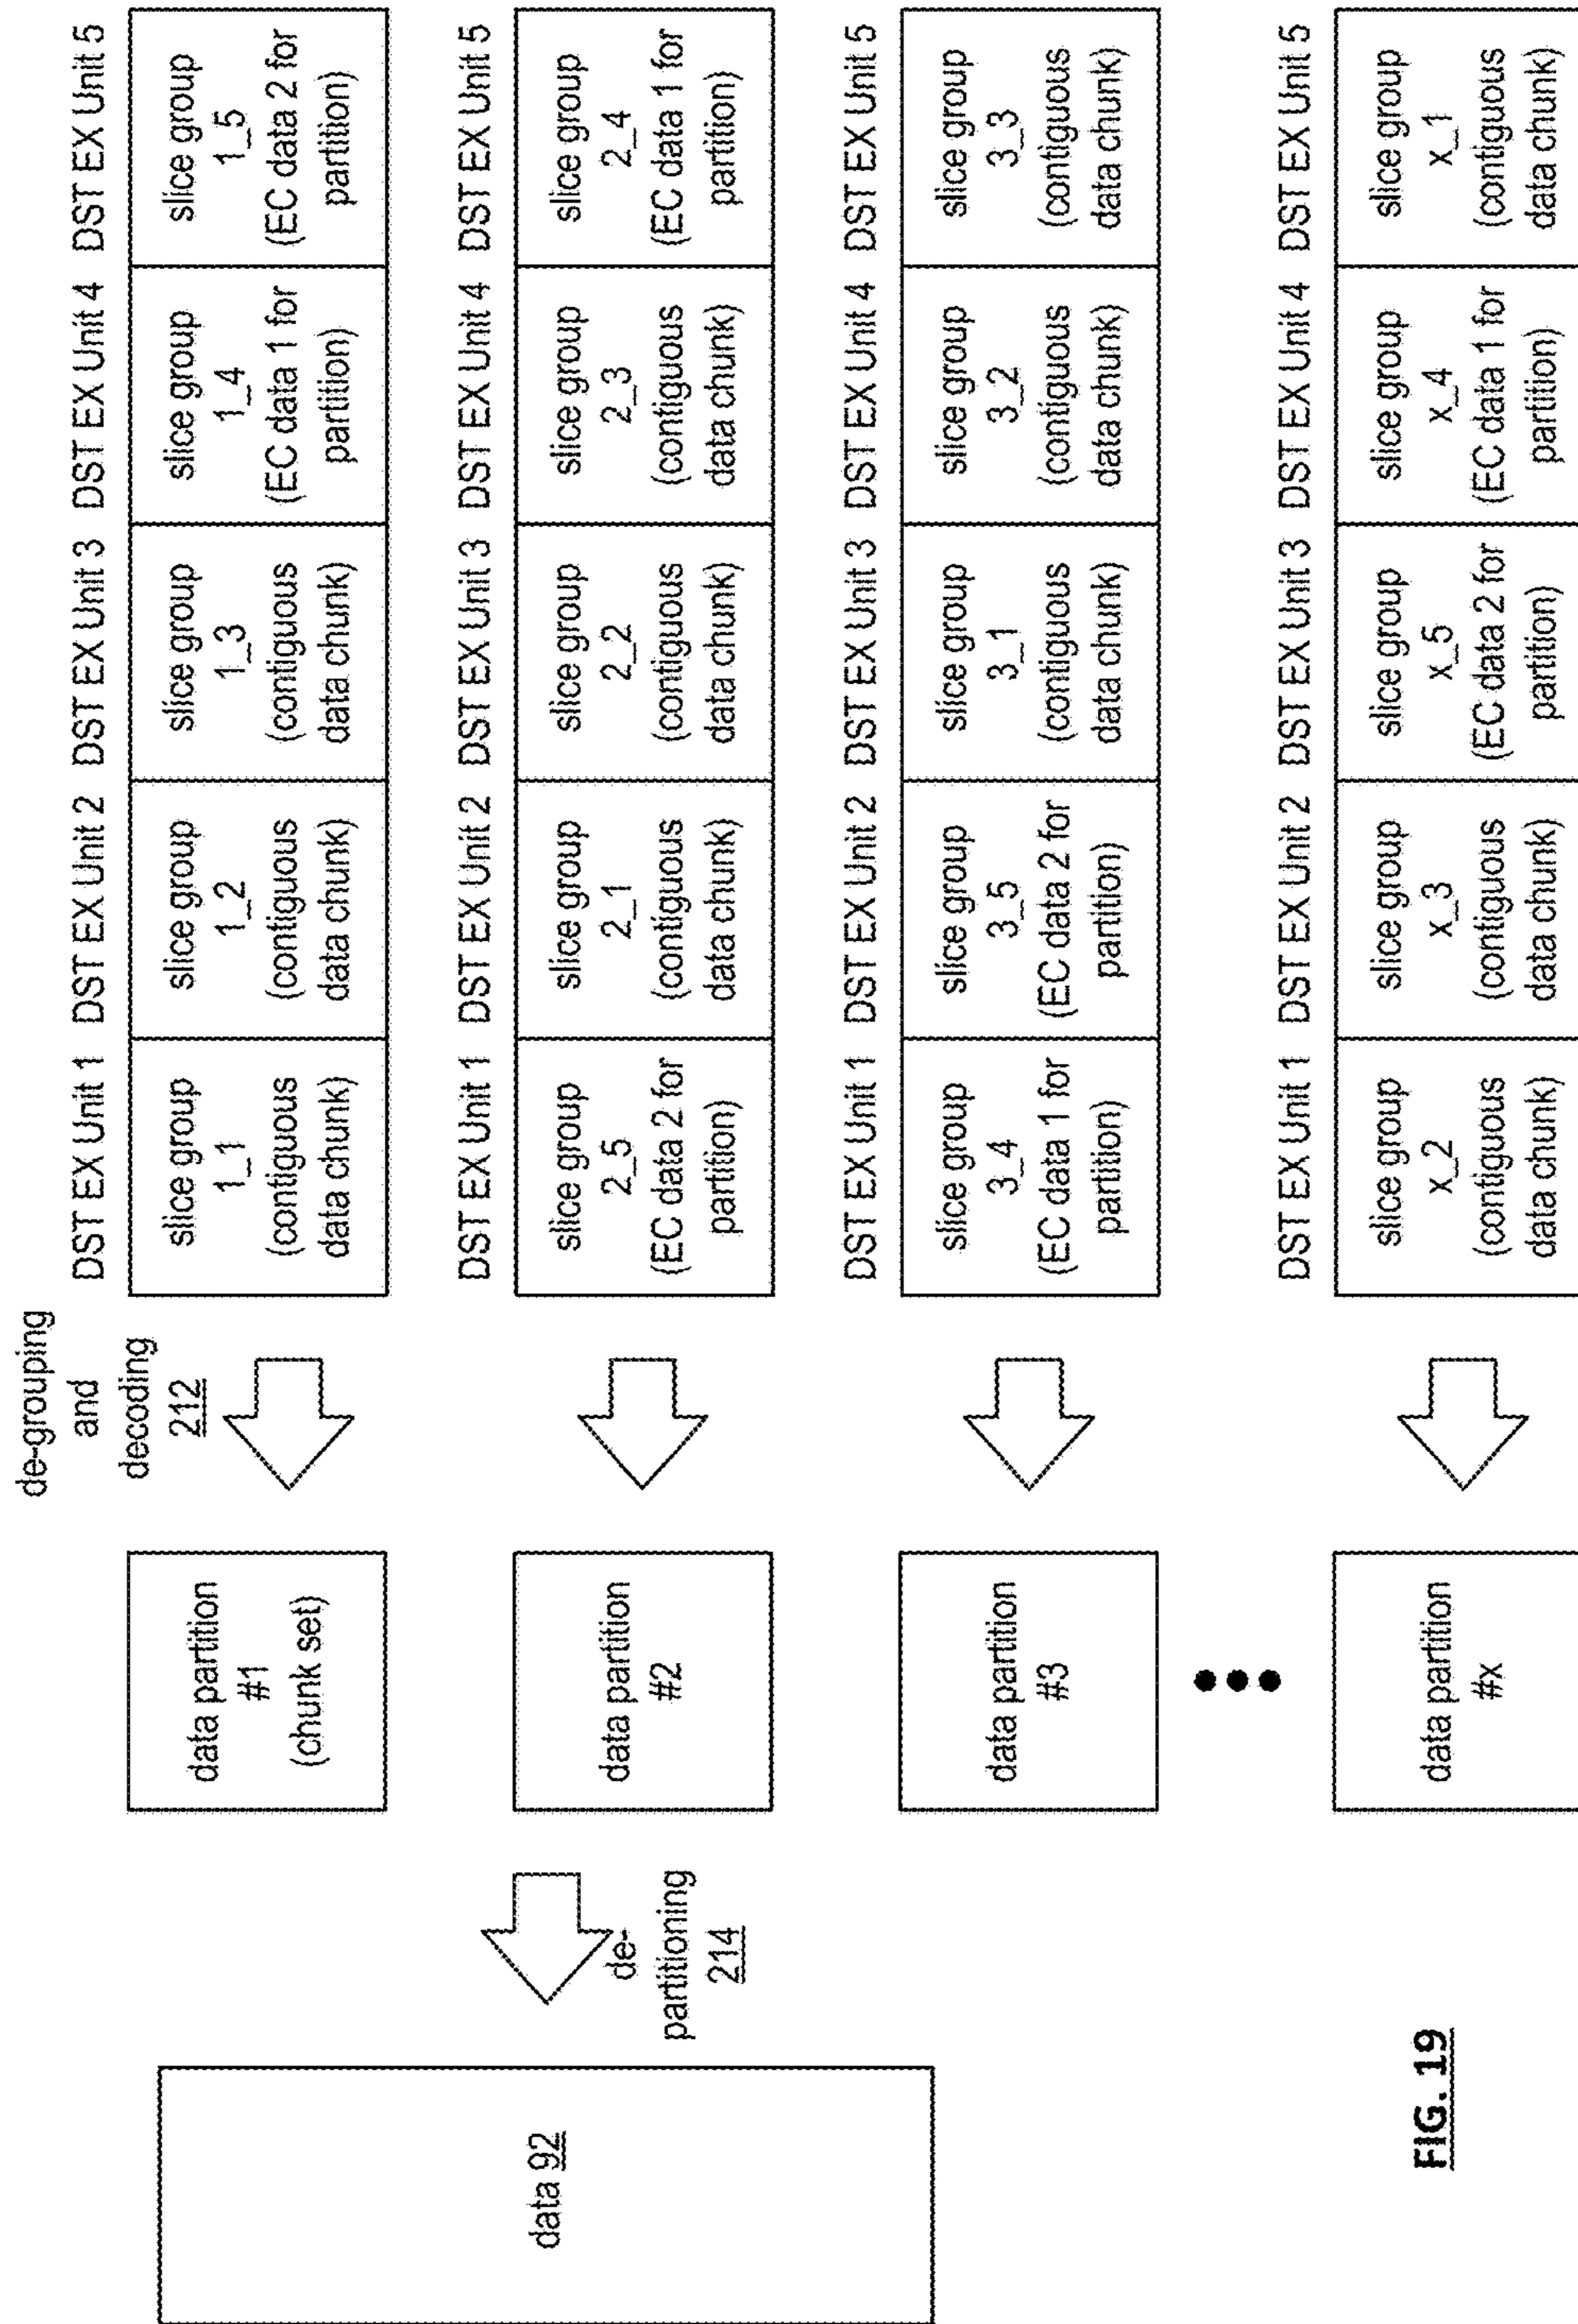 data 92
de-
partitioning
214
de-grouping
and
decoding
212
data partition
#1
(chunk set)
DST EX Unit 1 DST EX Unit 2 DST EX Unit 3 DST EX Unit 4 DST EX Unit 5
slice group
1_1
(contiguous
data chunk)
slice group
1_2
(contiguous
data chunk)
slice group
1_3
(contiguous
data chunk)
slice group
1_4
(EC data 1 for
partition)
slice group
1_5
(EC data 2 for
partition)
data partition
#2
DST EX Unit 1 DST EX Unit 2 DST EX Unit 3 DST EX Unit 4 DST EX Unit 5
slice group
2_5
(EC data 2 for
partition)
slice group
2_1
(contiguous
data chunk)
slice group
2_2
(contiguous
data chunk)
slice group
2_3
(contiguous
data chunk)
slice group
2_4
(EC data 1 for
partition)
data partition
#3
DST EX Unit 1 DST EX Unit 2 DST EX Unit 3 DST EX Unit 4 DST EX Unit 5
slice group
3_4
(EC data 1 for
partition)
slice group
3_5
(EC data 2 for
partition)
slice group
3_1
(contiguous
data chunk)
slice group
3_2
(contiguous
data chunk)
slice group
3_3
(contiguous
data chunk)
data partition
#x
DST EX Unit 1 DST EX Unit 2 DST EX Unit 3 DST EX Unit 4 DST EX Unit 5
slice group
x_2
(contiguous
data chunk)
slice group
x_3
(contiguous
data chunk)
slice group
x_5
(EC data 2 for
partition)
slice group
x_4
(EC data 1 for
partition)
slice group
x_1
(contiguous
data chunk)
FIG. 19